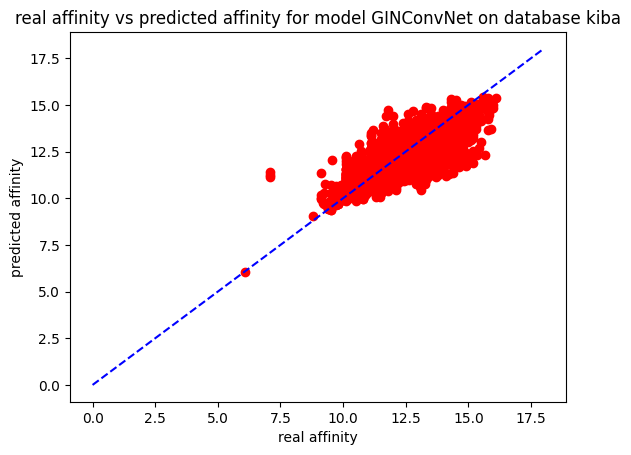 real affinity vs predicted affinity for model GINConvNet on database kiba
17.5
15.0
12.5
10.0
7.5
5.0
2.5
0.0
predicted affinity
0.0 2.5 5.0 7.5 10.0 12.5 15.0 17.5
real affinity